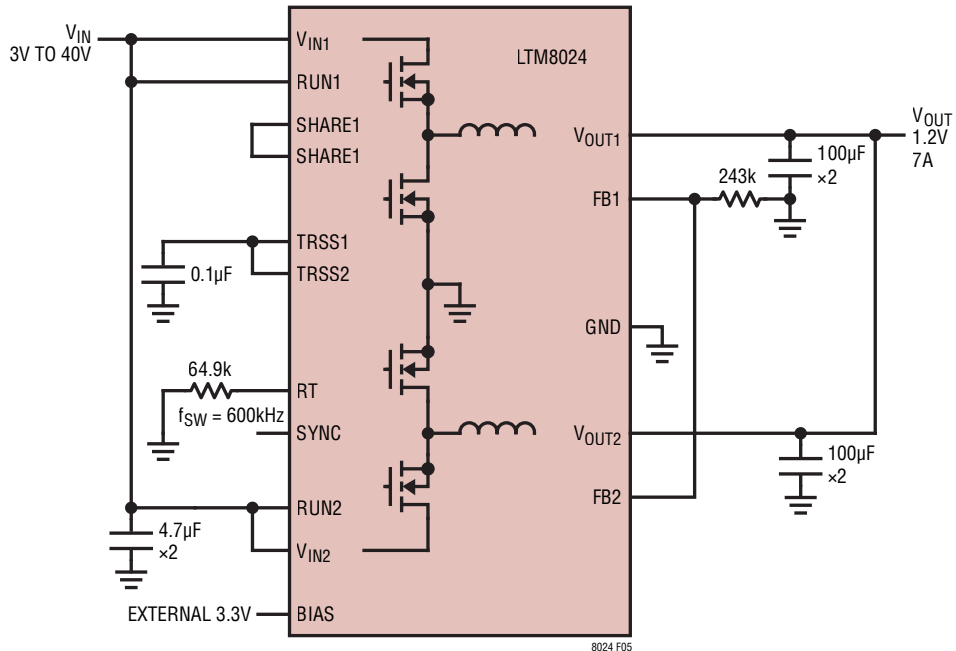 VIN
3V TO 40V
VIN1
RUN1
SHARE1
SHARE1
TRSS1
0.1µF
TRSS2
64.9k
RT
fSW = 600kHz
SYNC
RUN2
4.7µF
×2
VIN2
EXTERNAL 3.3V
BIAS
LTM8024
VOUT1
VOUT
1.2V
7A
100µF
×2
243k
FB1
GND
VOUT2
100µF
×2
FB2
8024 F05